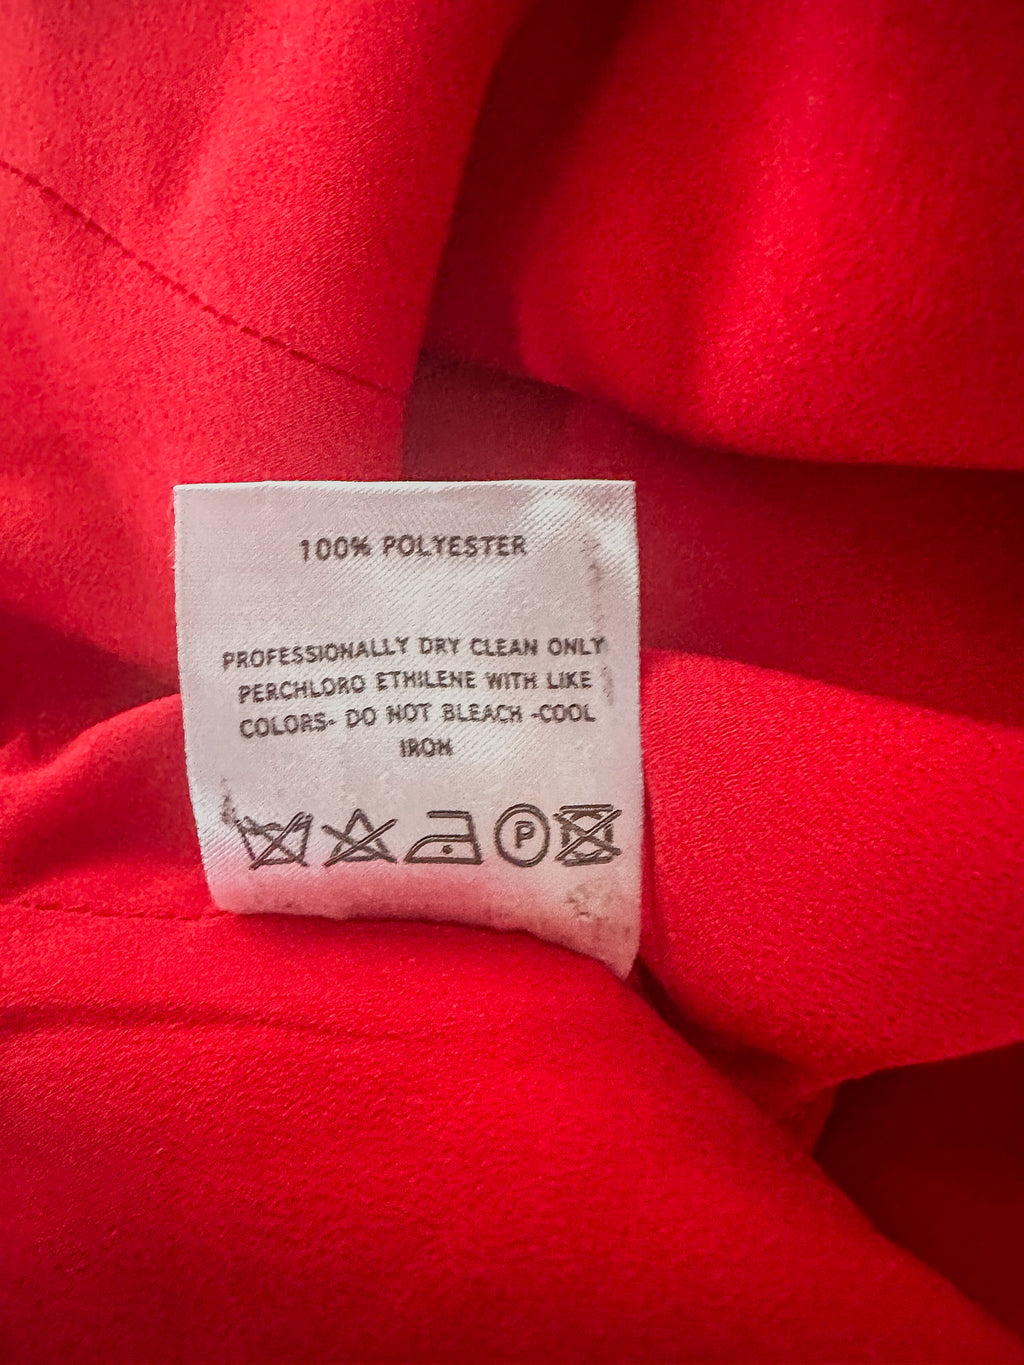 100% POLYESTER
PROFESSIONALLY DRY CLEAN ONLY
PERCHLORO ETHILENE WITH LIKE
COLORS- DO NOT BLEACH -COOL
IRON
P